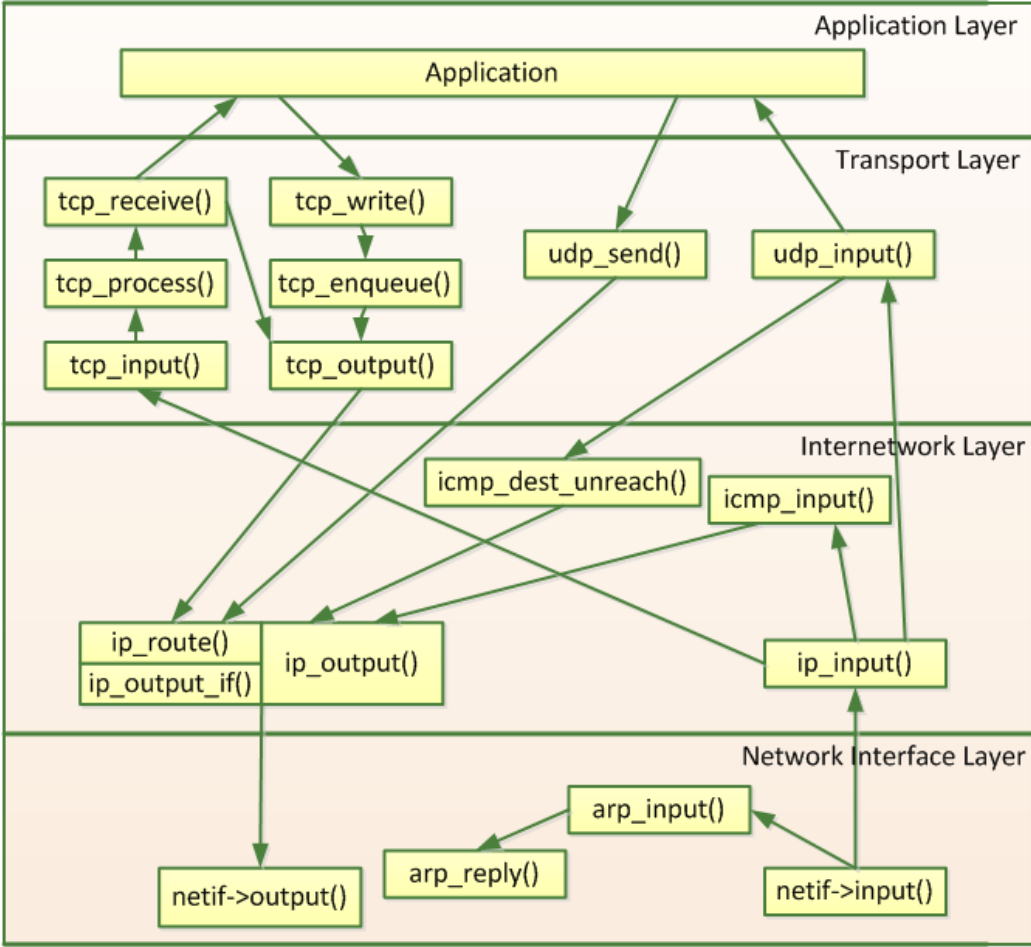 Application Layer
Application
Transport Layer
tcp_receive()
tcp_write()
udp_send()
udp_input()
tcp_process()
tcp_enqueue()
tcp_input()
tcp_output()
Internetwork Layer
icmp_dest_unreach()
icmp_input()
ip_route()
ip_output()
ip_input()
ip_output_if()
Network Interface Layer
arp_input()
arp_reply()
netif->output()
netif->input()